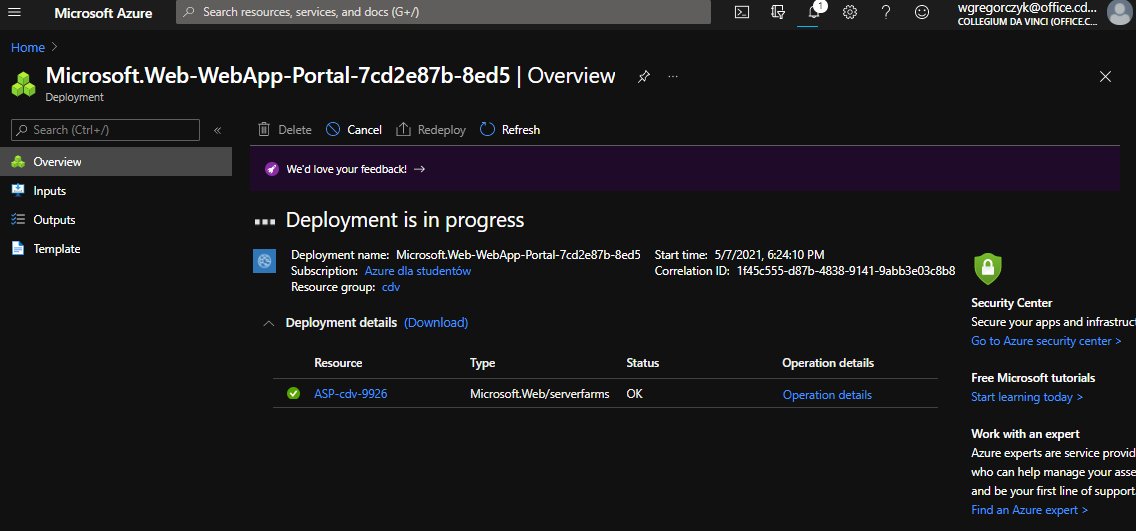 Microsoft Azure
Search resources, services, and docs (G+/)
1
wgregorczyk@office.cd...
COLLEGIUM DA VINCI (OFFICE.C...
Home >
Microsoft.Web-WebApp-Portal-7cd2e87b-8ed5 | Overview
Deployment
Search (Ctrl+/)
«
Delete Cancel Redeploy Refresh
Overview
Inputs
Outputs
Template
We'd love your feedback! →
Deployment is in progress
Deployment name: Microsoft.Web-WebApp-Portal-7cd2e87b-8ed5
Subscription: Azure dla studentów
Resource group: cdv
Start time: 5/7/2021, 6:24:10 PM
Correlation ID: 1f45c555-d87b-4838-9141-9abb3e03c8b8
Deployment details (Download)
Resource Type Status Operation details
ASP-cdv-9926 Microsoft.Web/serverfarms OK Operation details
Security Center
Secure your apps and infrastruct
Go to Azure security center >
Free Microsoft tutorials
Start learning today >
Work with an expert
Azure experts are service provid
who can help manage your asse
and be your first line of support.
Find an Azure expert >